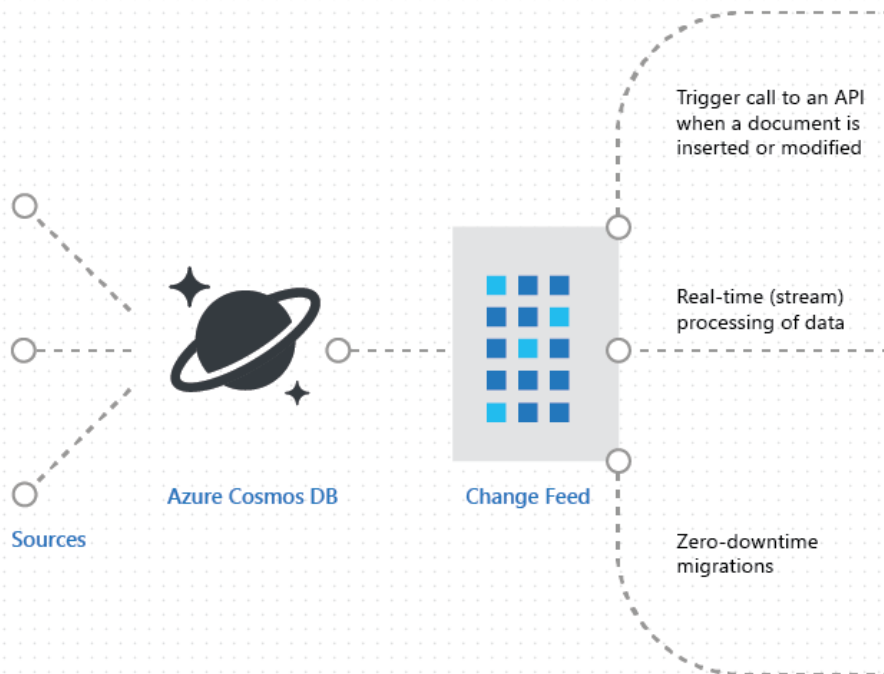 Trigger call to an API
when a document is
inserted or modified
Real-time (stream)
processing of data
Azure Cosmos DB
Change Feed
Sources
Zero-downtime
migrations